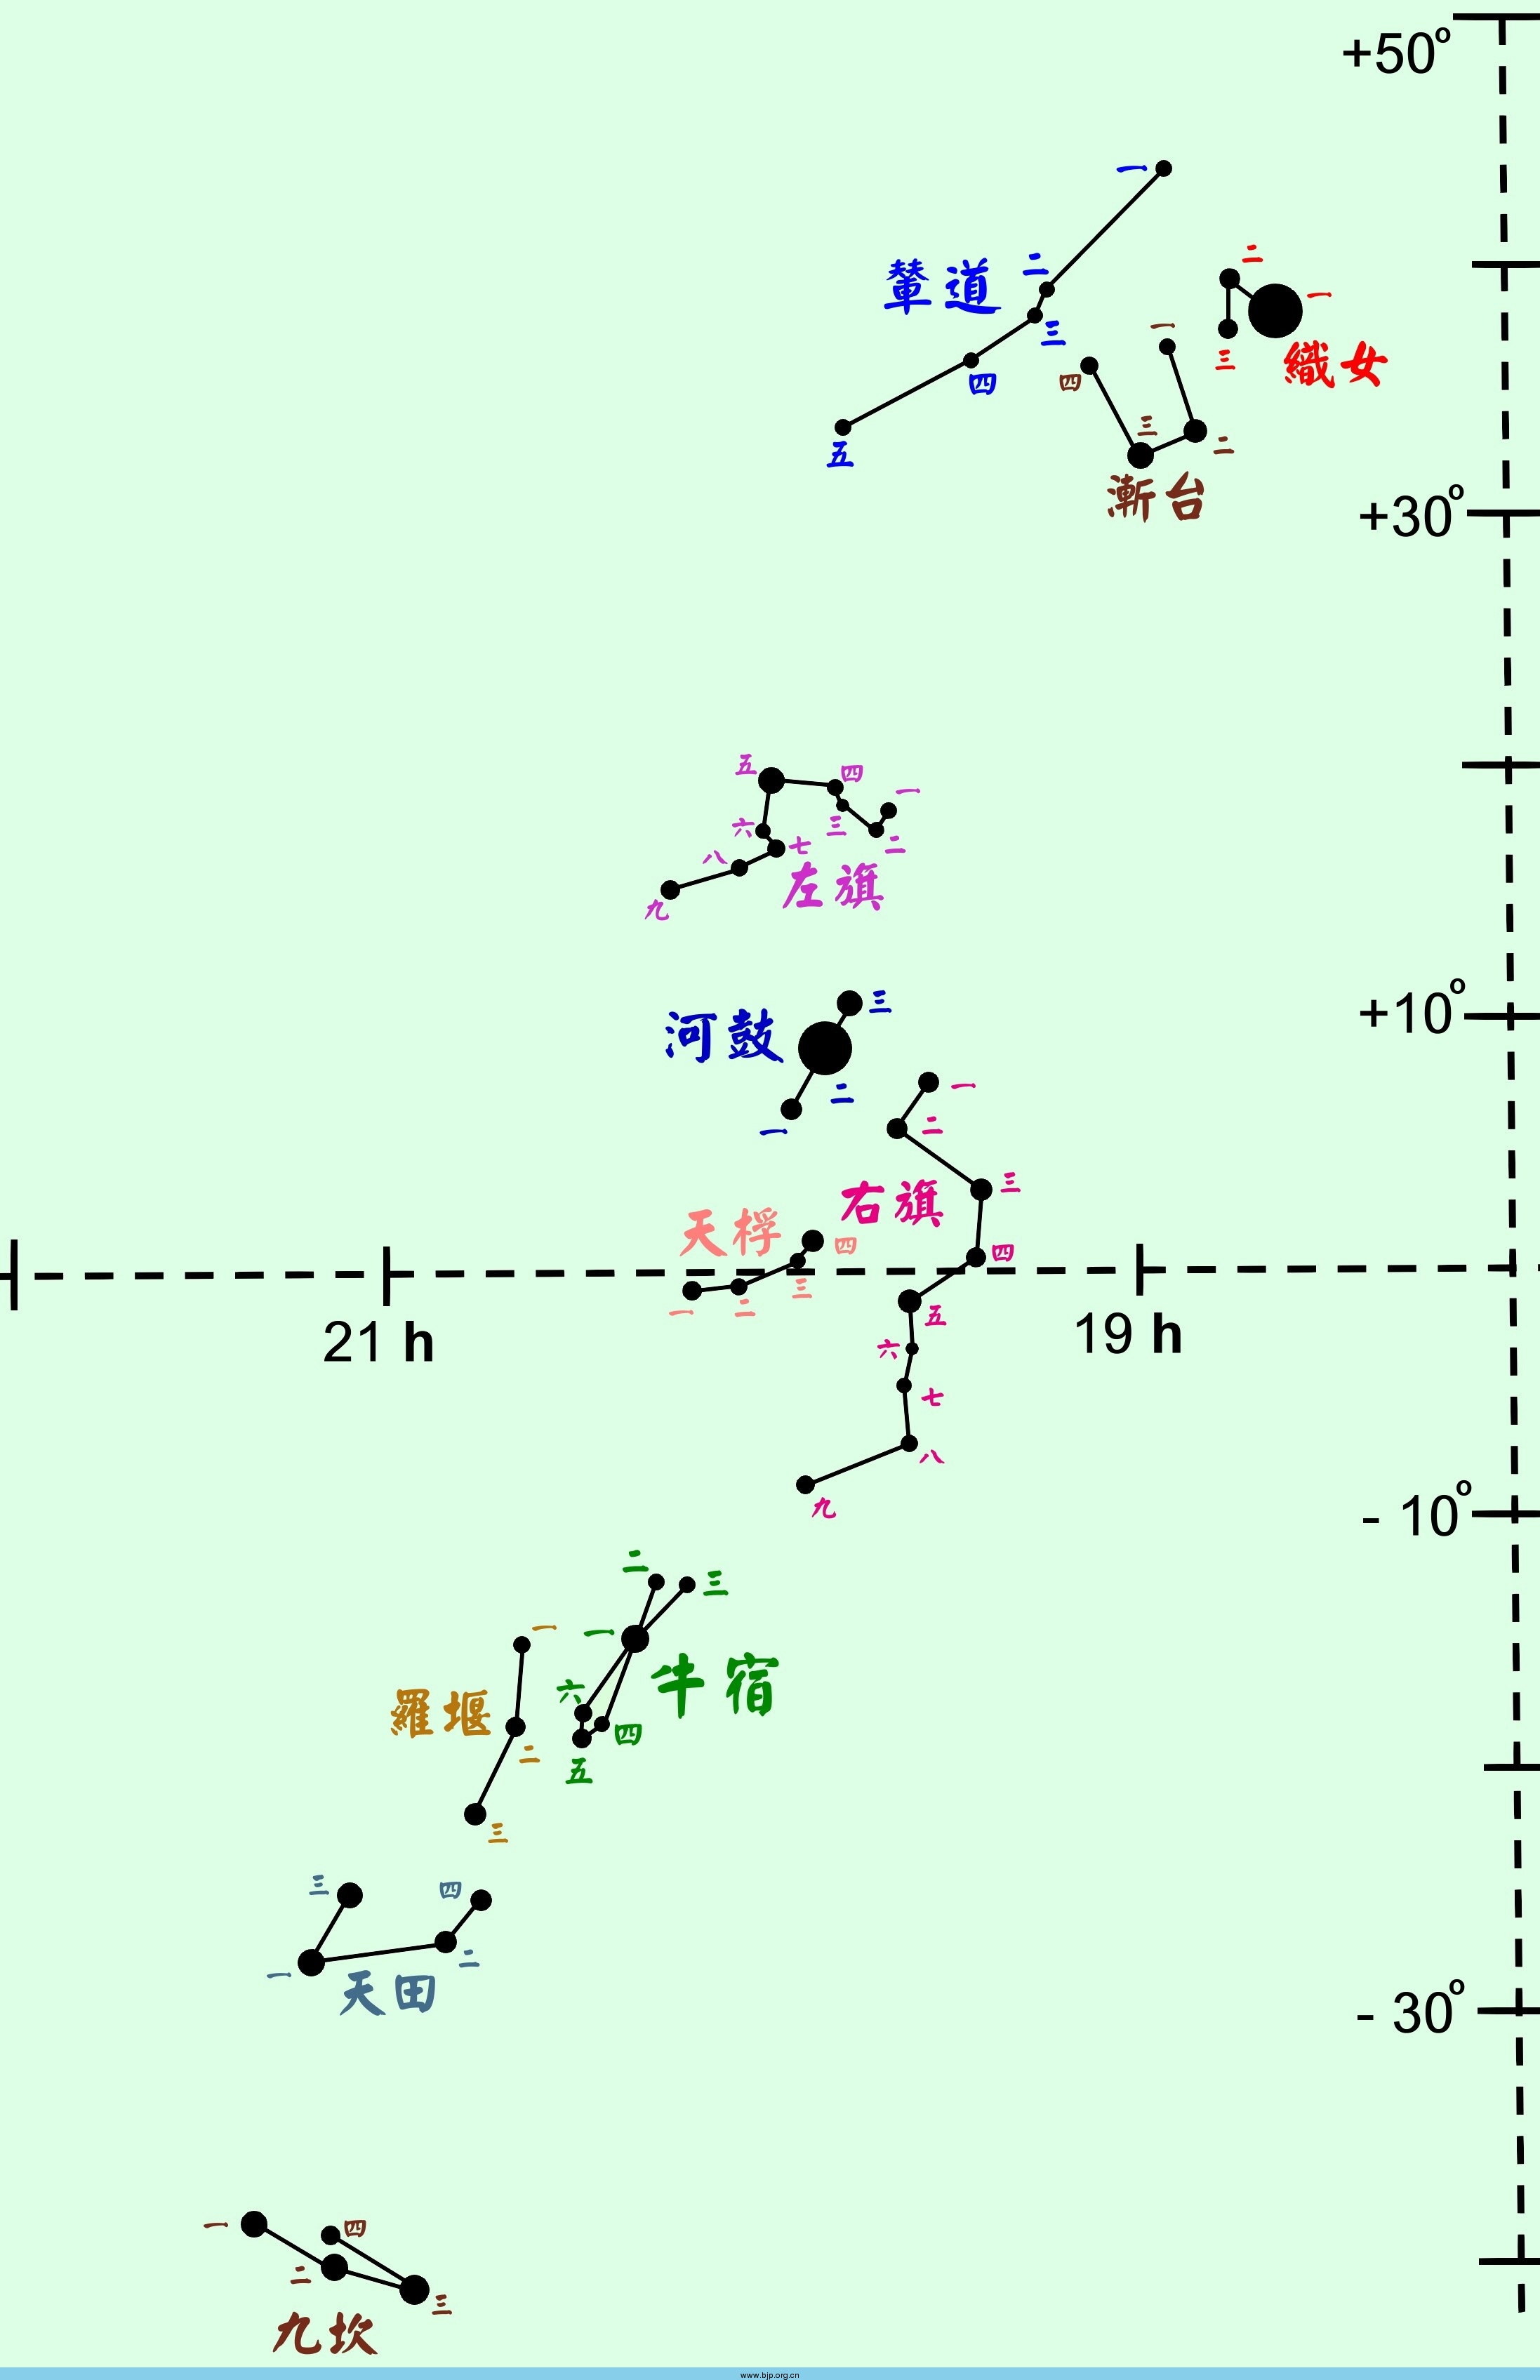 +50°
一
二
輦道
二
一
三
一
三
織女
四
四
三
二
五
漸台
+30°
五
四
一
六
三
七
二
八
左旗
九
三
河鼓
+10°
二
一
一
二
三
右旗
天桴
四
四
三
一
二
五
21 h
19 h
六
七
八
九
- 10°
二
三
一
一
牛宿
六
羅堰
四
二
五
三
三
四
二
一
天田
- 30°
一
四
二
三
九坎
www.bjp.org.cn